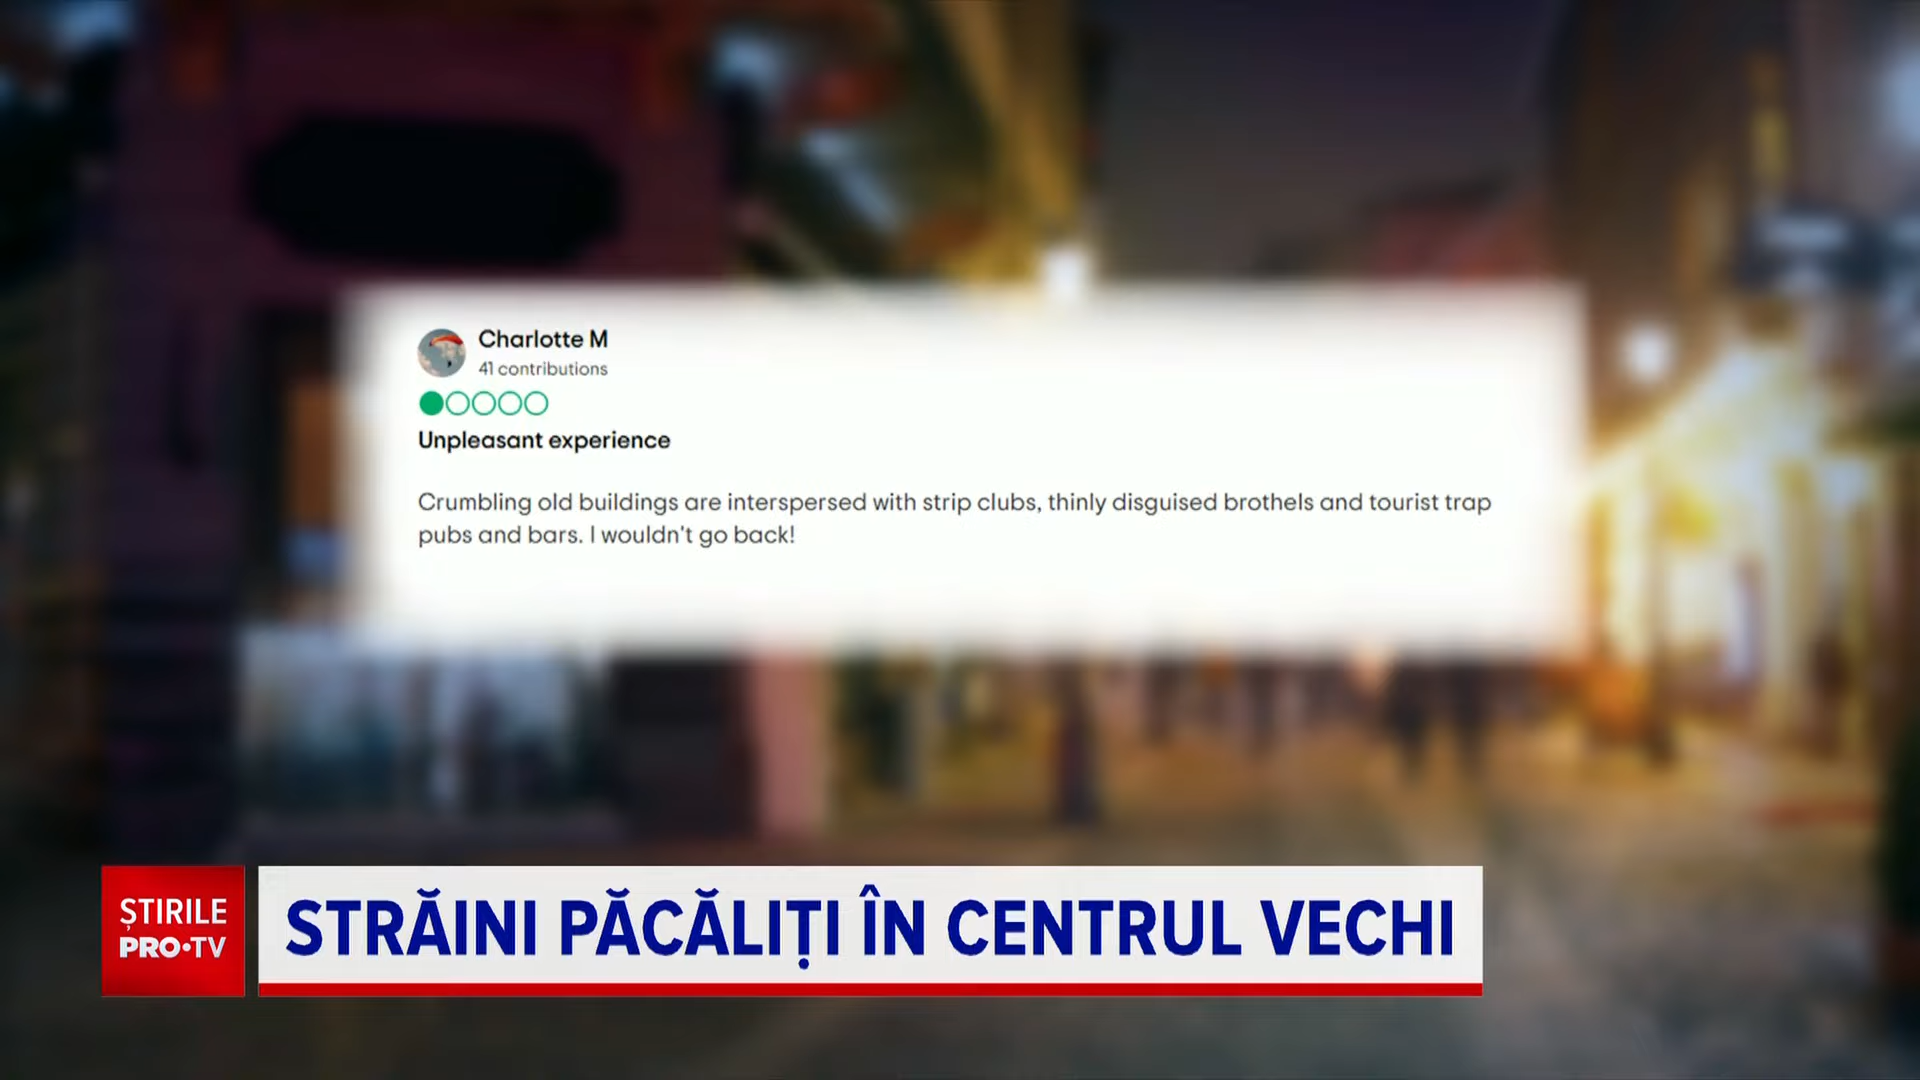 Charlotte M
41 contributions
Unpleasant experience
Crumbling old buildings are interspersed with strip clubs, thinly disguised brothels and tourist trap
pubs and bars. I wouldn't go back!
ȘTIRILE
PRO•TV
STRĂINI PĂCĂLIȚI ÎN CENTRUL VECHI